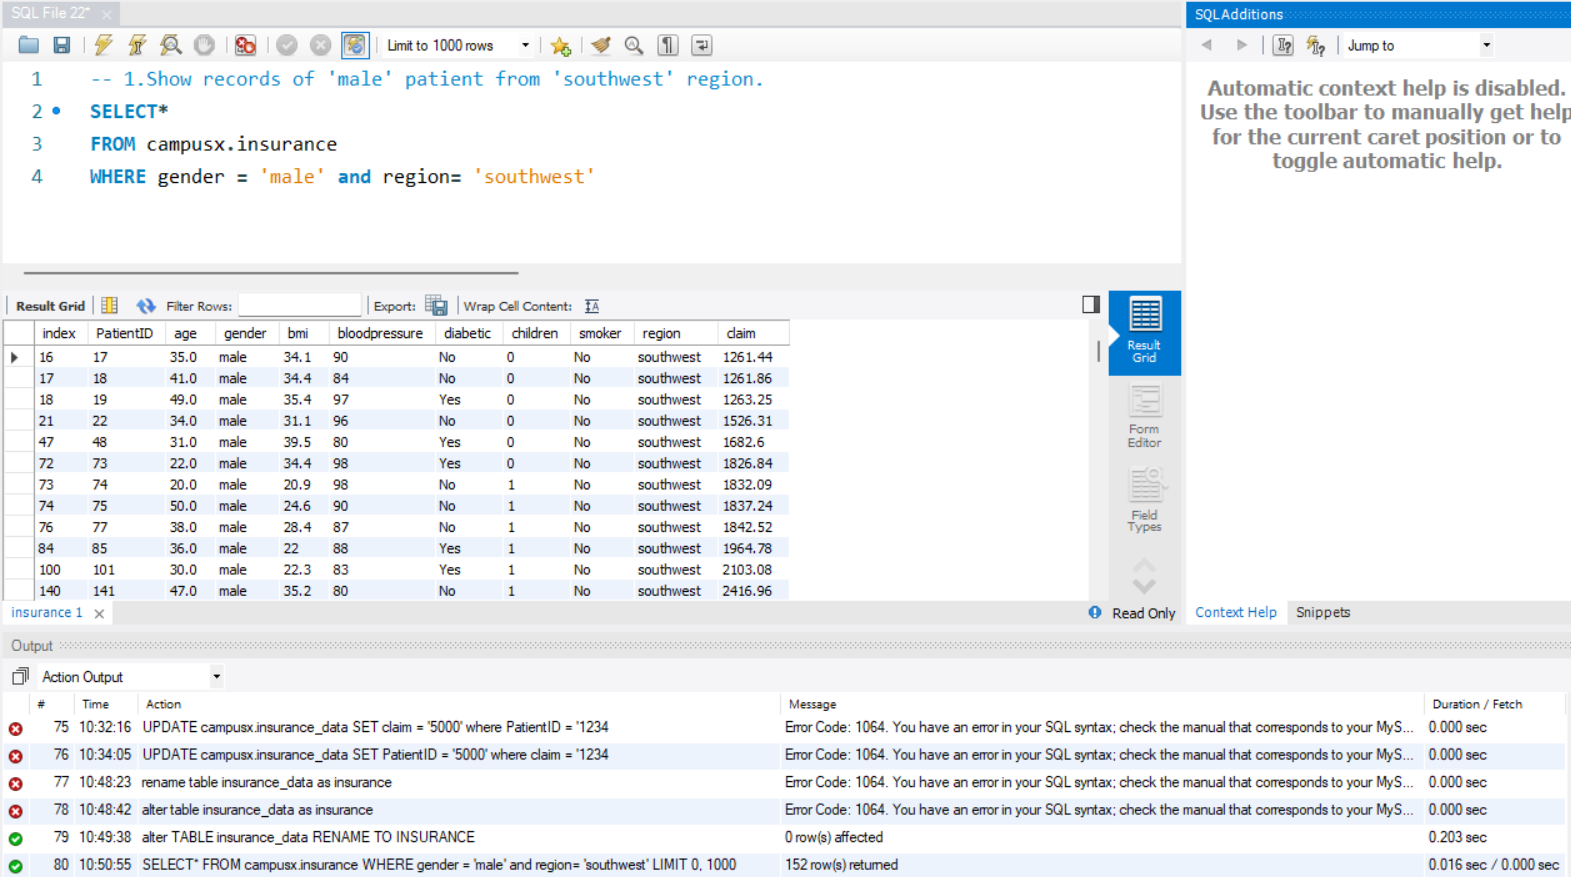 SQL File 22*
Limit to 1000 rows
1 -- 1.Show records of 'male' patient from 'southwest' region.
2 SELECT*
3 FROM campusx.insurance
4 WHERE gender = 'male' and region= 'southwest'
SQLAdditions
Jump to
Automatic context help is disabled.
Use the toolbar to manually get help
for the current caret position or to
toggle automatic help.
Result Grid Filter Rows: Export: Wrap Cell Content:
index PatientID age gender bmi bloodpressure diabetic children smoker region claim
16 17 35.0 male 34.1 90 No 0 No southwest 1261.44
17 18 41.0 male 34.4 84 No 0 No southwest 1261.86
18 19 49.0 male 35.4 97 Yes 0 No southwest 1263.25
21 22 34.0 male 31.1 96 No 0 No southwest 1526.31
47 48 31.0 male 39.5 80 Yes 0 No southwest 1682.6
72 73 22.0 male 34.4 98 Yes 0 No southwest 1826.84
73 74 20.0 male 20.9 98 No 1 No southwest 1832.09
74 75 50.0 male 24.6 90 No 1 No southwest 1837.24
76 77 38.0 male 28.4 87 No 1 No southwest 1842.52
84 85 36.0 male 22 88 Yes 1 No southwest 1964.78
100 101 30.0 male 22.3 83 Yes 1 No southwest 2103.08
140 141 47.0 male 35.2 80 No 1 No southwest 2416.96
Result
Grid
Form
Editor
Field
Types
insurance 1
Read Only
Context Help Snippets
Output
Action Output
# Time Action Message Duration / Fetch
75 10:32:16 UPDATE campusx.insurance_data SET claim = '5000' where PatientID = '1234 Error Code: 1064. You have an error in your SQL syntax; check the manual that corresponds to your MyS... 0.000 sec
76 10:34:05 UPDATE campusx.insurance_data SET PatientID = '5000' where claim = '1234 Error Code: 1064. You have an error in your SQL syntax; check the manual that corresponds to your MyS... 0.000 sec
77 10:48:23 rename table insurance_data as insurance Error Code: 1064. You have an error in your SQL syntax; check the manual that corresponds to your MyS... 0.000 sec
78 10:48:42 alter table insurance_data as insurance Error Code: 1064. You have an error in your SQL syntax; check the manual that corresponds to your MyS... 0.000 sec
79 10:49:38 alter TABLE insurance_data RENAME TO INSURANCE 0 row(s) affected 0.203 sec
80 10:50:55 SELECT* FROM campusx.insurance WHERE gender = 'male' and region= 'southwest' LIMIT 0, 1000 152 row(s) returned 0.016 sec / 0.000 sec